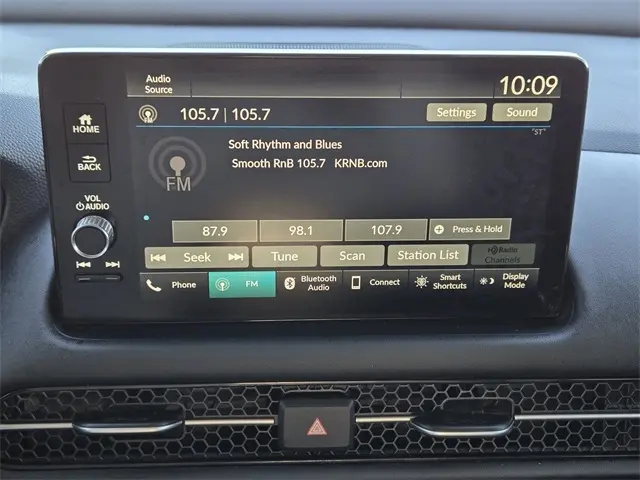 Audio
Source
10:09
HOME
BACK
VOL
AUDIO
FM
105.7 | 105.7
Settings
Sound
"ST"
Soft Rhythm and Blues
Smooth RnB 105.7 KRNB.com
FM
87.9
98.1
107.9
Press & Hold
Seek
Tune
Scan
Station List
HD Radio
Channels
Phone
FM
Bluetooth
Audio
Connect
Smart
Shortcuts
Display
Mode